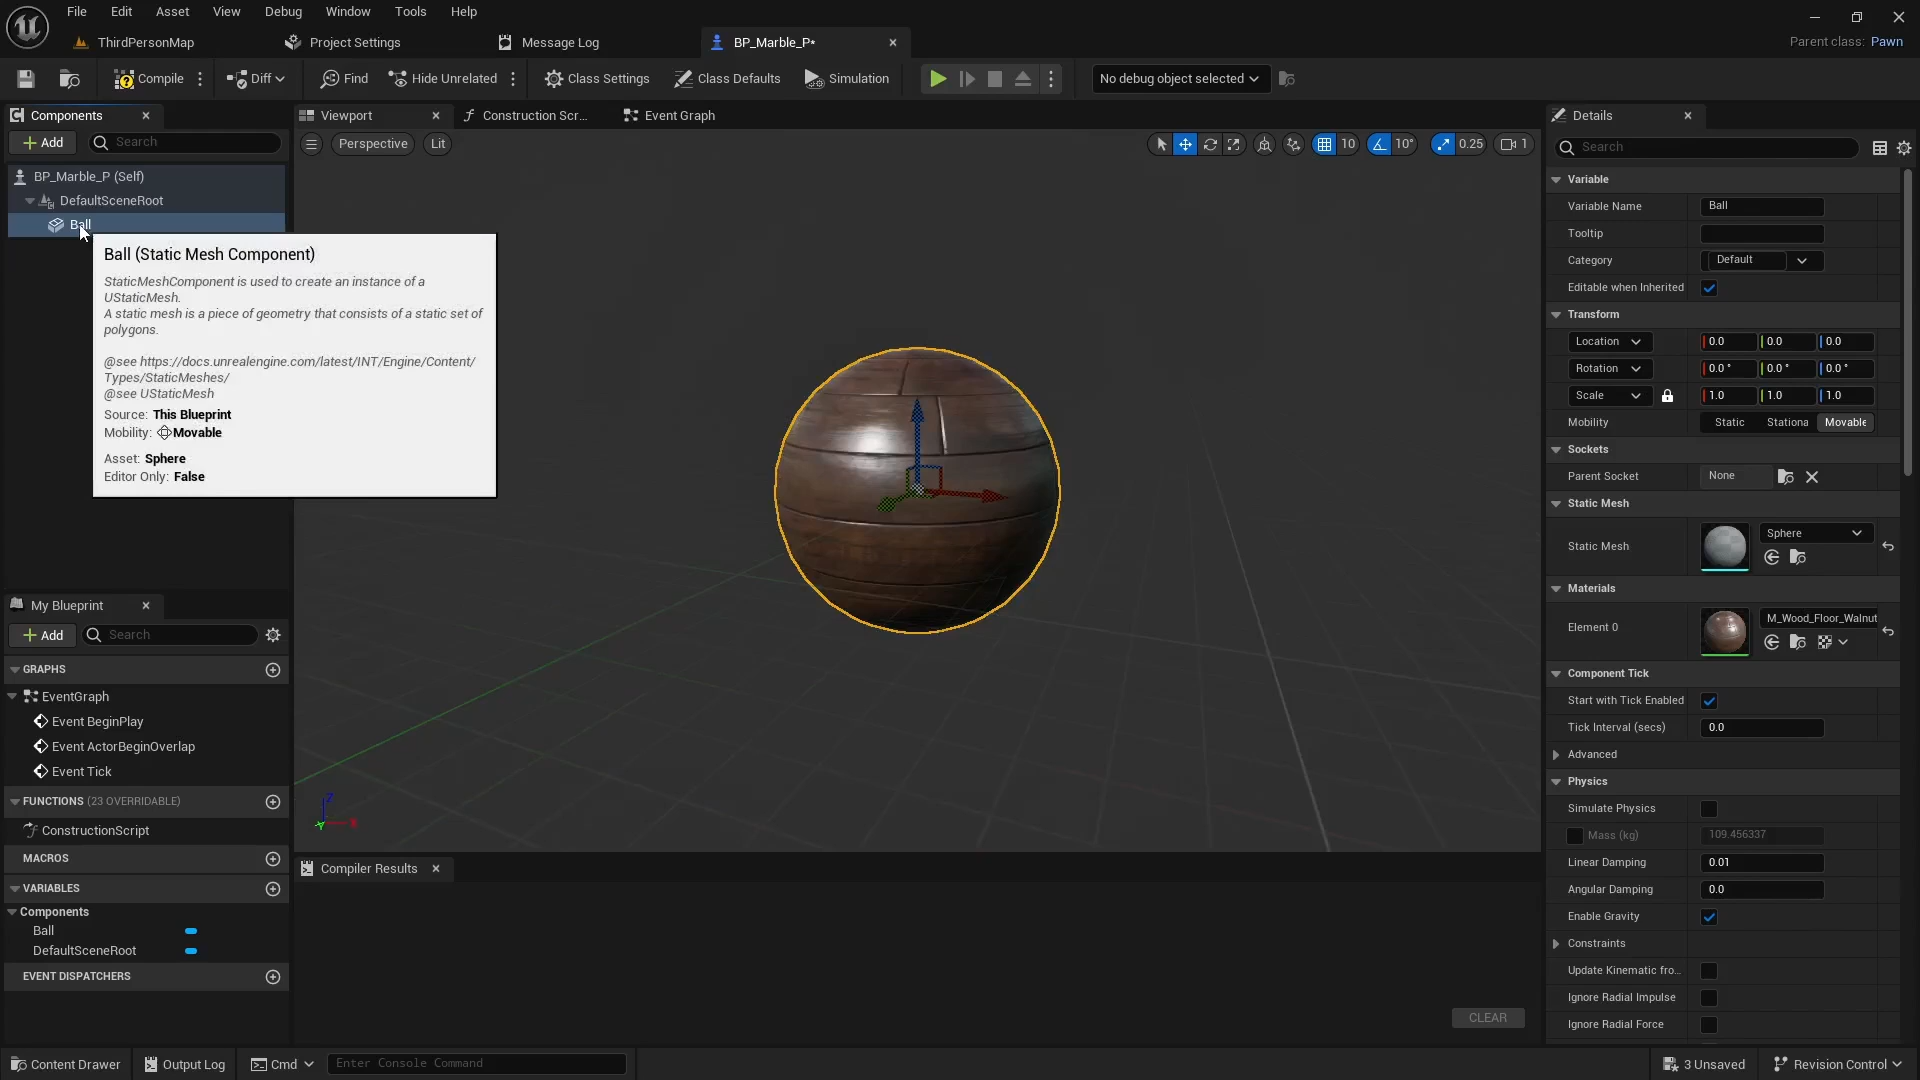 File Edit Asset View Debug Window Tools Help
ThirdPersonMap Project Settings Message Log BP_Marble_P* Parent class: Pawn
Compile Diff Find Hide Unrelated Class Settings Class Defaults Simulation No debug object selected
Components
Add Search
BP_Marble_P (Self)
DefaultSceneRoot
Ball
Ball (Static Mesh Component)
StaticMeshComponent is used to create an instance of a
UStaticMesh.
A static mesh is a piece of geometry that consists of a static set of
polygons.
@see https://docs.unrealengine.com/latest/INT/Engine/Content/
Types/StaticMeshes/
@see UStaticMesh
Source: This Blueprint
Mobility: Movable
Asset: Sphere
Editor Only: False
My Blueprint
Add Search
GRAPHS
EventGraph
Event BeginPlay
Event ActorBeginOverlap
Event Tick
FUNCTIONS (23 OVERRIDABLE)
ConstructionScript
MACROS
VARIABLES
Components
Ball
DefaultSceneRoot
EVENT DISPATCHERS
Viewport Construction Scr... Event Graph
Perspective Lit 10 10° 0.25 1
Z
Compiler Results
CLEAR
Details
Search
Variable
Variable Name Ball
Tooltip
Category Default
Editable when Inherited
Transform
Location 0.0 0.0 0.0
Rotation 0.0 ° 0.0 ° 0.0 °
Scale 1.0 1.0 1.0
Mobility Static Stationa Movable
Sockets
Parent Socket None
Static Mesh
Static Mesh Sphere
Materials
Element 0 M_Wood_Floor_Walnut
Component Tick
Start with Tick Enabled
Tick Interval (secs) 0.0
Advanced
Physics
Simulate Physics
Mass (kg) 109.456337
Linear Damping 0.01
Angular Damping 0.0
Enable Gravity
Constraints
Update Kinematic fro...
Ignore Radial Impulse
Ignore Radial Force
Content Drawer Output Log Cmd Enter Console Command 3 Unsaved Revision Control